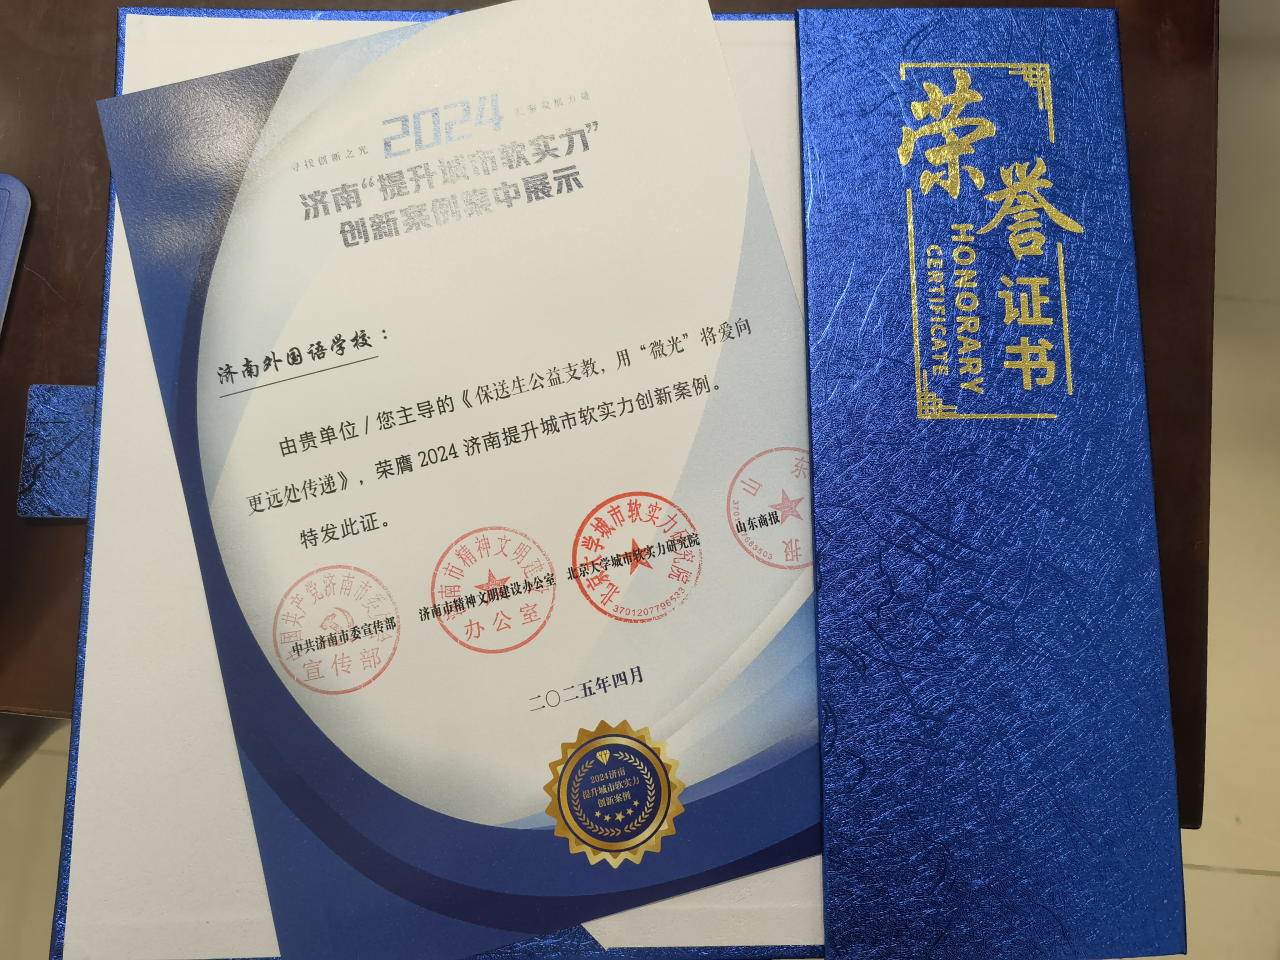 寻找创新之光 2024 汇聚发展力量
济南“提升城市软实力”
创新案例集中展示
济南外国语学校：
由贵单位/您主导的《保送生公益支教，用“微光”将爱向
更远处传递》，荣膺2024济南提升城市软实力创新案例。
特发此证。
中共济南市委宣传部
济南市精神文明建设办公室
北京大学城市软实力研究院
山东商报
宣传部
办公室
3701207796533
二〇二五年四月
2024济南
提升城市软实力
创新案例
荣誉证书
HONORARY
CERTIFICATE